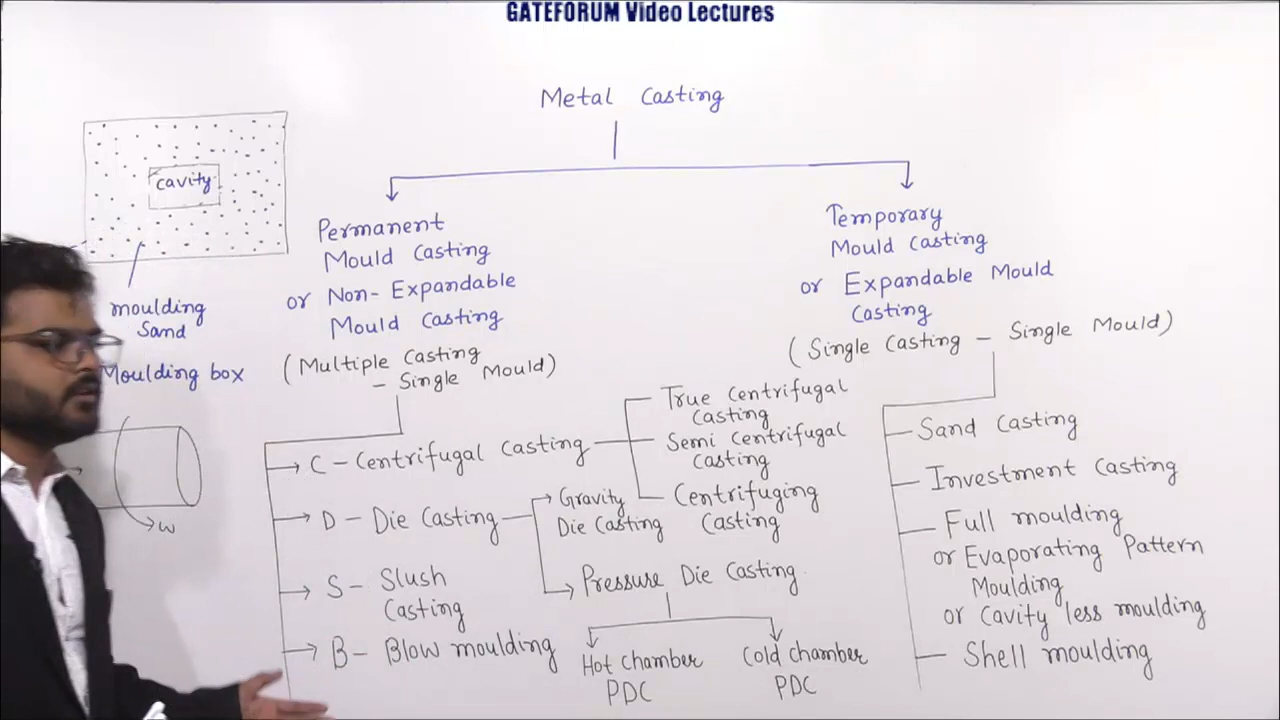 GATEFORUM Video Lectures
Metal Casting
cavity
moulding
Sand
Moulding box
w
Permanent
Mould Casting
or Non-Expandable
Mould Casting
(Multiple Casting
- Single Mould)
C - Centrifugal Casting
True Centrifugal
Casting
Semi Centrifugal
Casting
Centrifuging
Casting
D - Die Casting
Gravity
Die Casting
Pressure Die Casting
Hot chamber
PDC
Cold chamber
PDC
S - Slush
Casting
B - Blow moulding
Temporary
Mould Casting
or Expandable Mould
Casting
(Single Casting - Single Mould)
Sand Casting
Investment Casting
Full moulding
or Evaporating Pattern
Moulding
or Cavity less moulding
Shell moulding